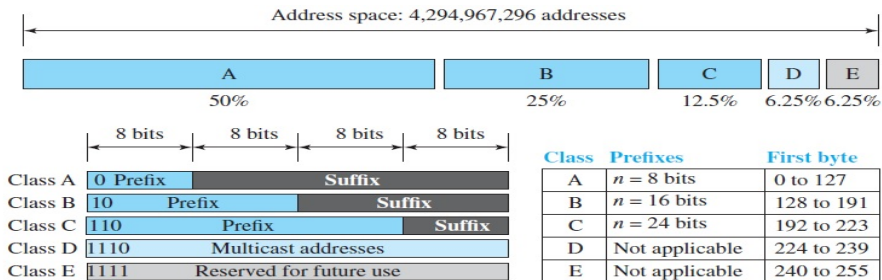 Address space: 4,294,967,296 addresses
A B C D E
50% 25% 12.5% 6.25% 6.25%
8 bits 8 bits 8 bits 8 bits
Class A 0 Prefix Suffix
Class B 10 Prefix Suffix
Class C 110 Prefix Suffix
Class D 1110 Multicast addresses
Class E 1111 Reserved for future use
Class Prefixes First byte
A n = 8 bits 0 to 127
B n = 16 bits 128 to 191
C n = 24 bits 192 to 223
D Not applicable 224 to 239
E Not applicable 240 to 255